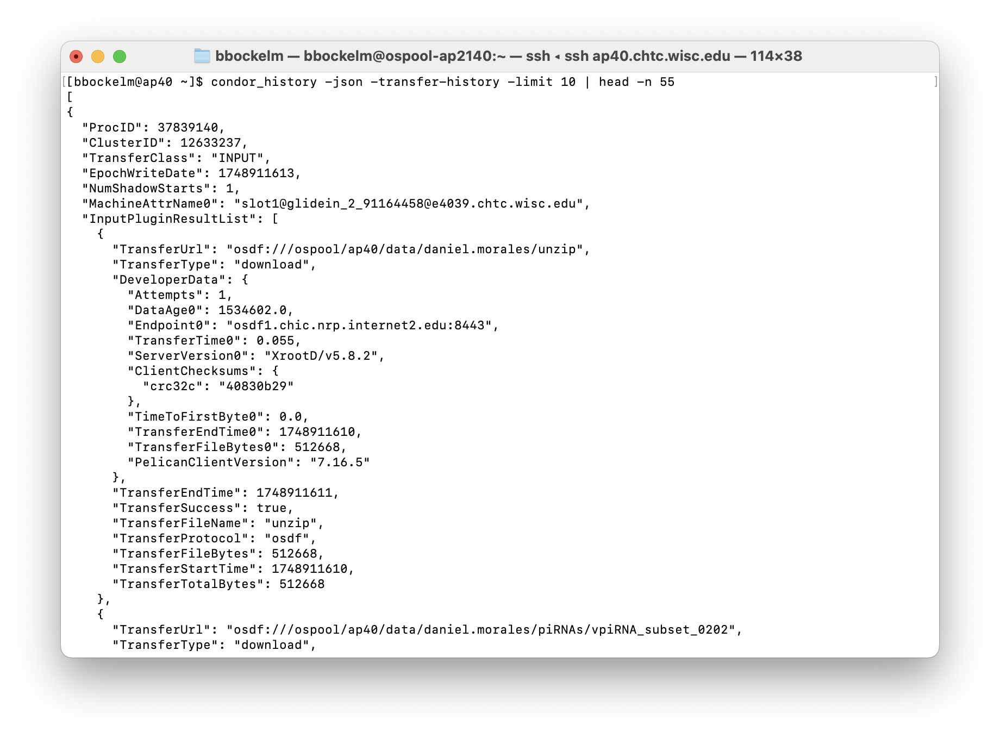 bbockelm — bbockelm@ospool-ap2140:~ — ssh ◂ ssh ap40.chtc.wisc.edu — 114×38
[[bbockelm@ap40 ~]$ condor_history -json -transfer-history -limit 10 | head -n 55 ]
[
{
  "ProcID": 37839140,
  "ClusterID": 12633237,
  "TransferClass": "INPUT",
  "EpochWriteDate": 1748911613,
  "NumShadowStarts": 1,
  "MachineAttrName0": "slot1@glidein_2_91164458@e4039.chtc.wisc.edu",
  "InputPluginResultList": [
    {
      "TransferUrl": "osdf:///ospool/ap40/data/daniel.morales/unzip",
      "TransferType": "download",
      "DeveloperData": {
        "Attempts": 1,
        "DataAge0": 1534602.0,
        "Endpoint0": "osdf1.chic.nrp.internet2.edu:8443",
        "TransferTime0": 0.055,
        "ServerVersion0": "XrootD/v5.8.2",
        "ClientChecksums": {
          "crc32c": "40830b29"
        },
        "TimeToFirstByte0": 0.0,
        "TransferEndTime0": 1748911610,
        "TransferFileBytes0": 512668,
        "PelicanClientVersion": "7.16.5"
      },
      "TransferEndTime": 1748911611,
      "TransferSuccess": true,
      "TransferFileName": "unzip",
      "TransferProtocol": "osdf",
      "TransferFileBytes": 512668,
      "TransferStartTime": 1748911610,
      "TransferTotalBytes": 512668
    },
    {
      "TransferUrl": "osdf:///ospool/ap40/data/daniel.morales/piRNAs/vpiRNA_subset_0202",
      "TransferType": "download",